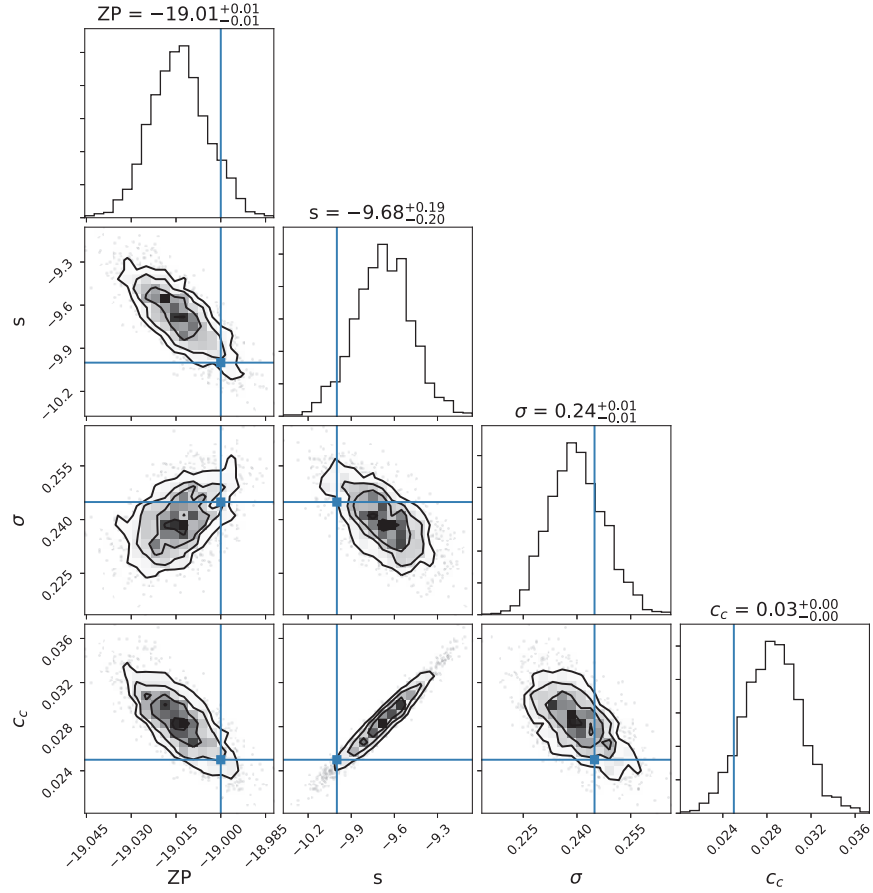 ZP = −19.01 +0.01 −0.01
s = −9.68 +0.19 −0.20
−9.3
−9.6
−9.9
−10.2
s
σ = 0.24 +0.01 −0.01
0.255
0.240
0.225
σ
c_c = 0.03 +0.00 −0.00
0.036
0.032
0.028
0.024
c_c
−19.045 −19.030 −19.015 −19.000 −18.985
−10.2 −9.9 −9.6 −9.3
0.225 0.240 0.255
0.024 0.028 0.032 0.036
ZP s σ c_c